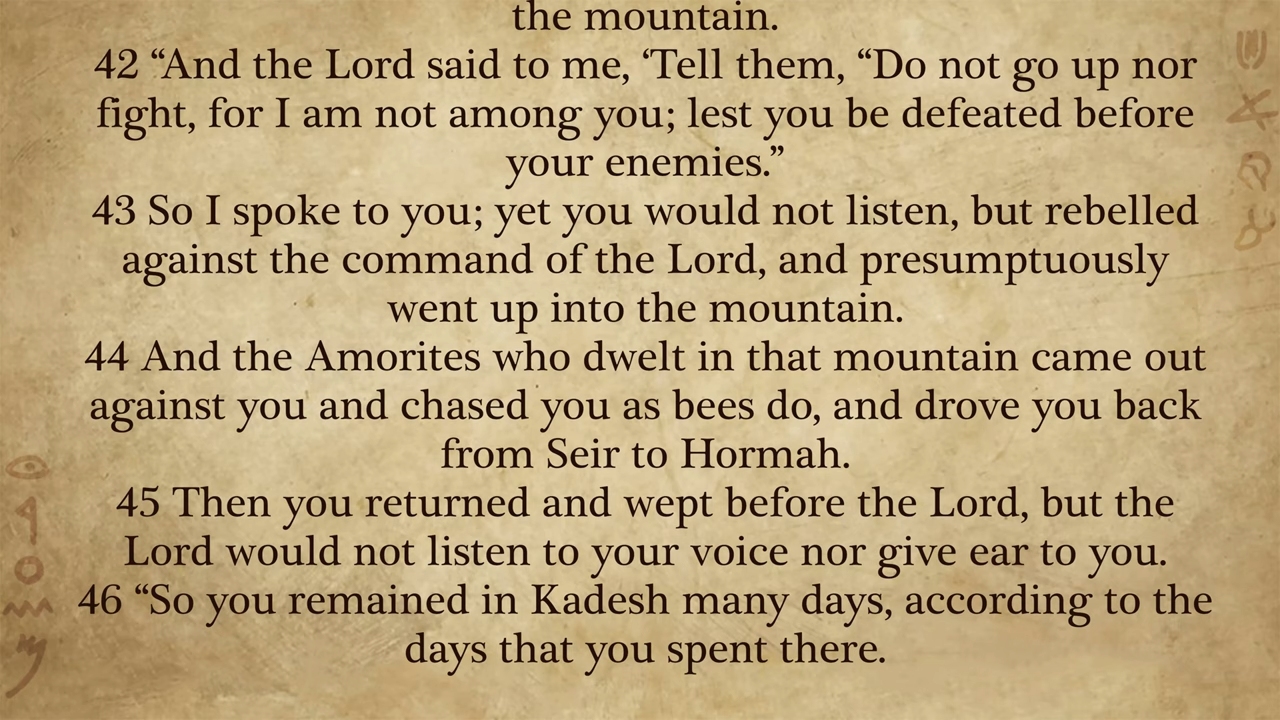 the mountain.
42 “And the Lord said to me, ‘Tell them, “Do not go up nor
fight, for I am not among you; lest you be defeated before
your enemies.”
43 So I spoke to you; yet you would not listen, but rebelled
against the command of the Lord, and presumptuously
went up into the mountain.
44 And the Amorites who dwelt in that mountain came out
against you and chased you as bees do, and drove you back
from Seir to Hormah.
45 Then you returned and wept before the Lord, but the
Lord would not listen to your voice nor give ear to you.
46 “So you remained in Kadesh many days, according to the
days that you spent there.